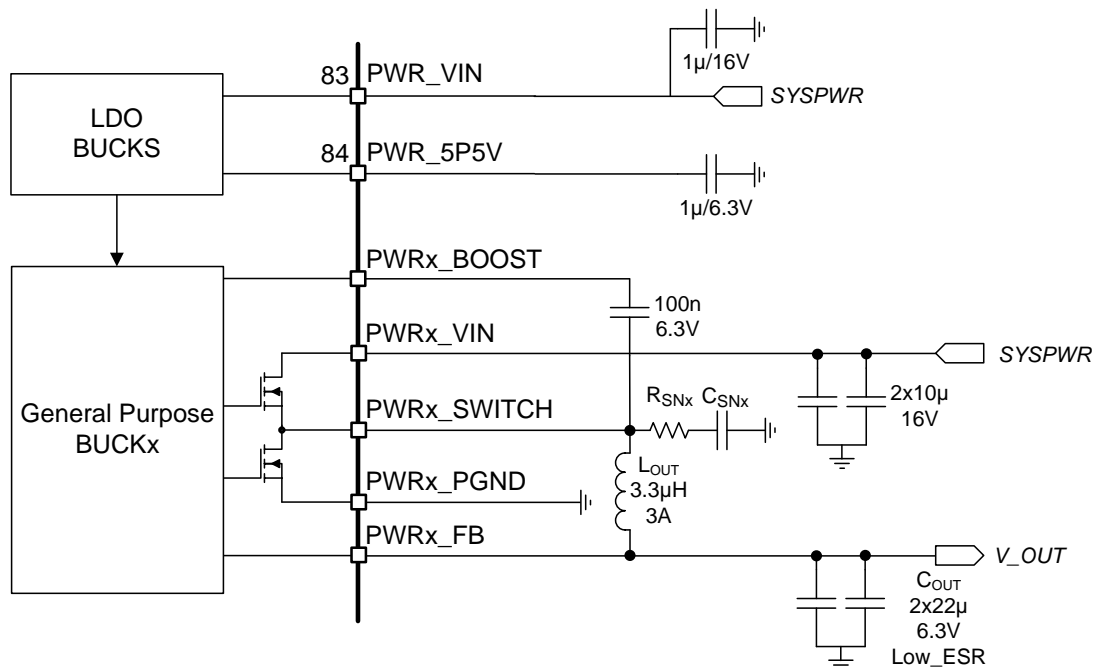 1µ/16V
83
PWR_VIN
SYSPWR
LDO
BUCKS
84
PWR_5P5V
1µ/6.3V
PWRx_BOOST
100n
6.3V
PWRx_VIN
SYSPWR
2x10µ
16V
General Purpose
BUCKx
PWRx_SWITCH
RSNx
CSNx
LOUT
3.3µH
3A
PWRx_PGND
PWRx_FB
V_OUT
COUT
2x22µ
6.3V
Low_ESR